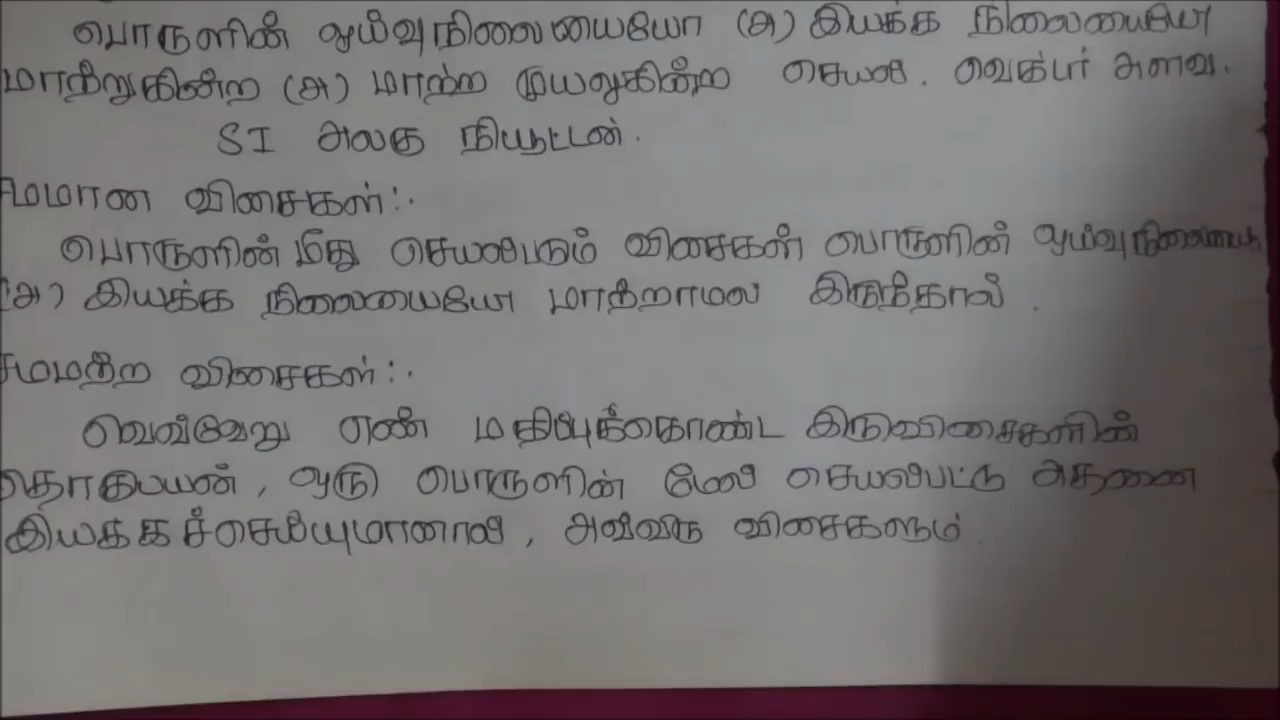 பொருளின் ஓய்வுநிலையையோ (அ) இயக்க நிலையையோ
மாற்றுகின்ற (அ) மாற்ற முயலுகின்ற செயல். வெக்டர் அளவு.
SI அலகு நியூட்டன்.
சமமான விசைகள்:.
பொருளின் மீது செயல்படும் விசைகள் பொருளின் ஓய்வுநிலையை
(அ) இயக்க நிலையையோ மாற்றாமல் இருந்தால்.
சமமற்ற விசைகள்:.
வெவ்வேறு எண் மதிப்புக்கொண்ட இருவிசைகளின்
தொகுபயன், ஒரு பொருளின் மேல் செயல்பட்டு அதனை
இயக்கச்செய்யுமானால், அவ்விரு விசைகளும்